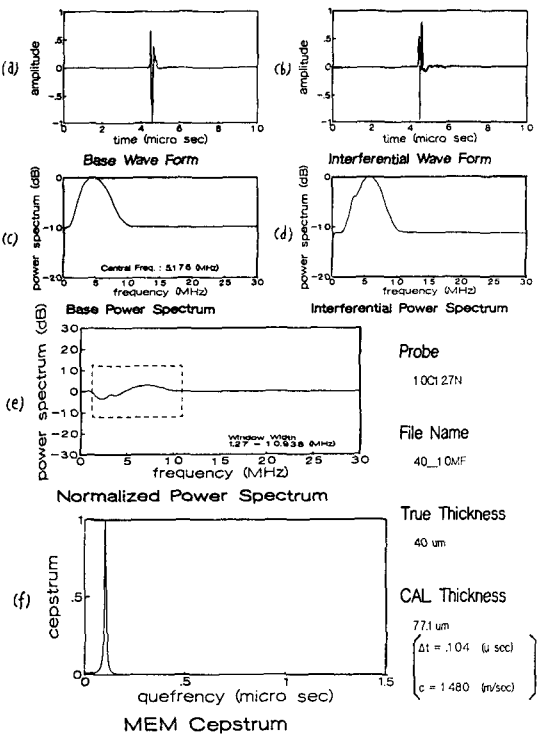 (a)
amplitude
1
.5
0
-.5
-1
0 2 4 6 8 10
time (micro sec)
Base Wave Form
(b)
amplitude
1
.5
0
-.5
-1
0 2 4 6 8 10
time (micro sec)
Interferential Wave Form
(c)
power spectrum (dB)
0
-10
-20
Central Freq. : 5.176 (MHz)
0 5 10 15 20 25 30
frequency (MHz)
Base Power Spectrum
(d)
power spectrum (dB)
0
-10
-20
0 5 10 15 20 25 30
frequency (MHz)
Interferential Power Spectrum
(e)
power spectrum (dB)
30
20
10
0
-10
-20
-30
Window Width
1.27 - 10.938 (MHz)
0 5 10 15 20 25 30
frequency (MHz)
Normalized Power Spectrum
Probe
10C127N
File Name
40_10MF
True Thickness
40 um
CAL Thickness
77.1 um
Δt = .104 (u sec)
c = 1480 (m/sec)
(f)
cepstrum
1
.5
0
0 .5 1 1.5
quefrency (micro sec)
MEM Cepstrum